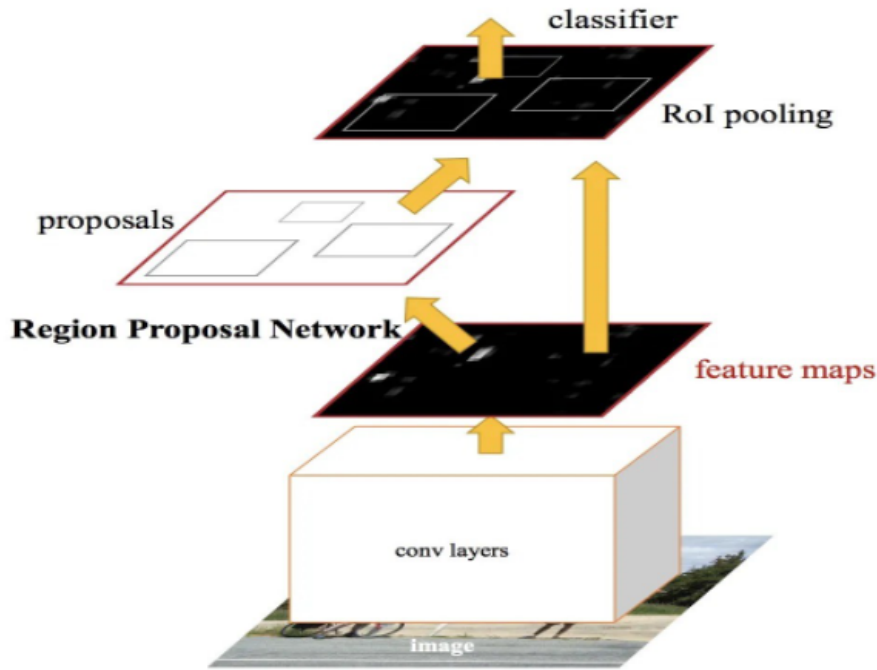 classifier
RoI pooling
proposals
Region Proposal Network
feature maps
conv layers
image